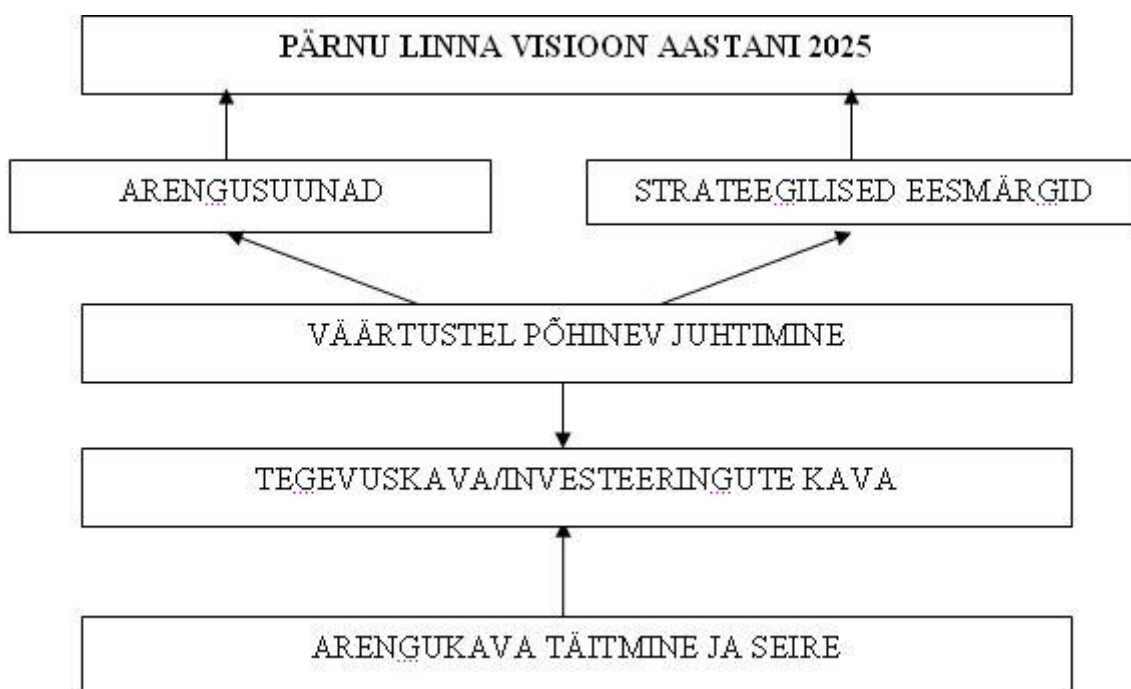 PÄRNU LINNA VISIOON AASTANI 2025
ARENGUSUUNAD
STRATEEGILISED EESMÄRGID
VÄÄRTUSTEL PÕHINEV JUHTIMINE
TEGEVUSKAVA/INVESTEERINGUTE KAVA
ARENGUKAVA TÄITMINE JA SEIRE